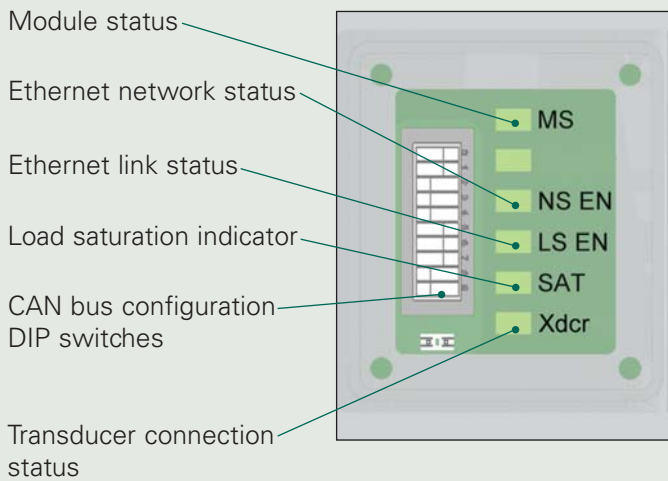 Module status
Ethernet network status
Ethernet link status
Load saturation indicator
CAN bus configuration
DIP switches
Transducer connection
status
MS
NS EN
LS EN
SAT
Xdcr